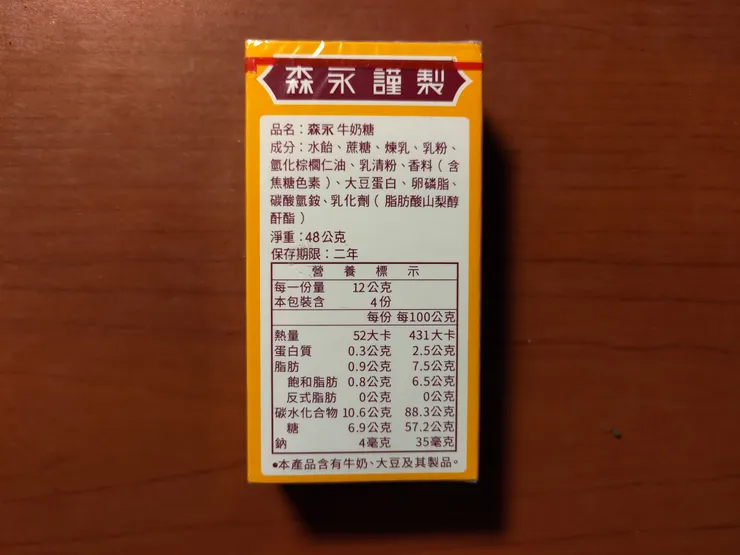 森永謹製
品名：森永 牛奶糖
成分：水飴、蔗糖、煉乳、乳粉、
氫化棕櫚仁油、乳清粉、香料（含
焦糖色素）、大豆蛋白、卵磷脂、
碳酸氫銨、乳化劑（脂肪酸山梨醇
酐酯）
淨重：48公克
保存期限：二年
營養標示
每一份量 12公克
本包裝含 4份
每份 每100公克
熱量 52大卡 431大卡
蛋白質 0.3公克 2.5公克
脂肪 0.9公克 7.5公克
飽和脂肪 0.8公克 6.5公克
反式脂肪 0公克 0公克
碳水化合物 10.6公克 88.3公克
糖 6.9公克 57.2公克
鈉 4毫克 35毫克
●本產品含有牛奶、大豆及其製品。